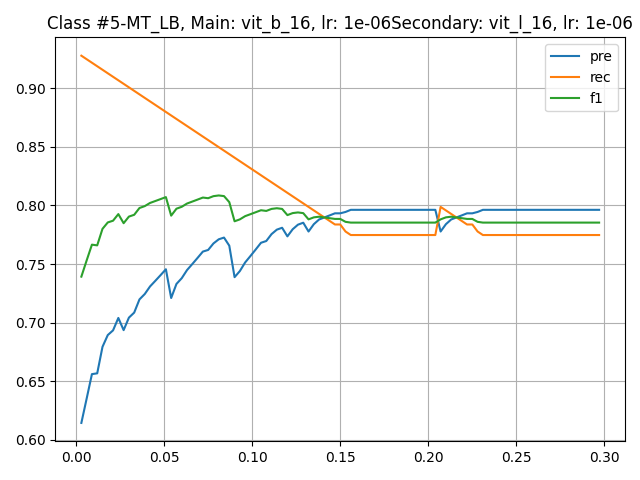 Class #5-MT_LB, Main: vit_b_16, lr: 1e-06Secondary: vit_l_16, lr: 1e-06
pre
rec
f1
0.90
0.85
0.80
0.75
0.70
0.65
0.60
0.00 0.05 0.10 0.15 0.20 0.25 0.30